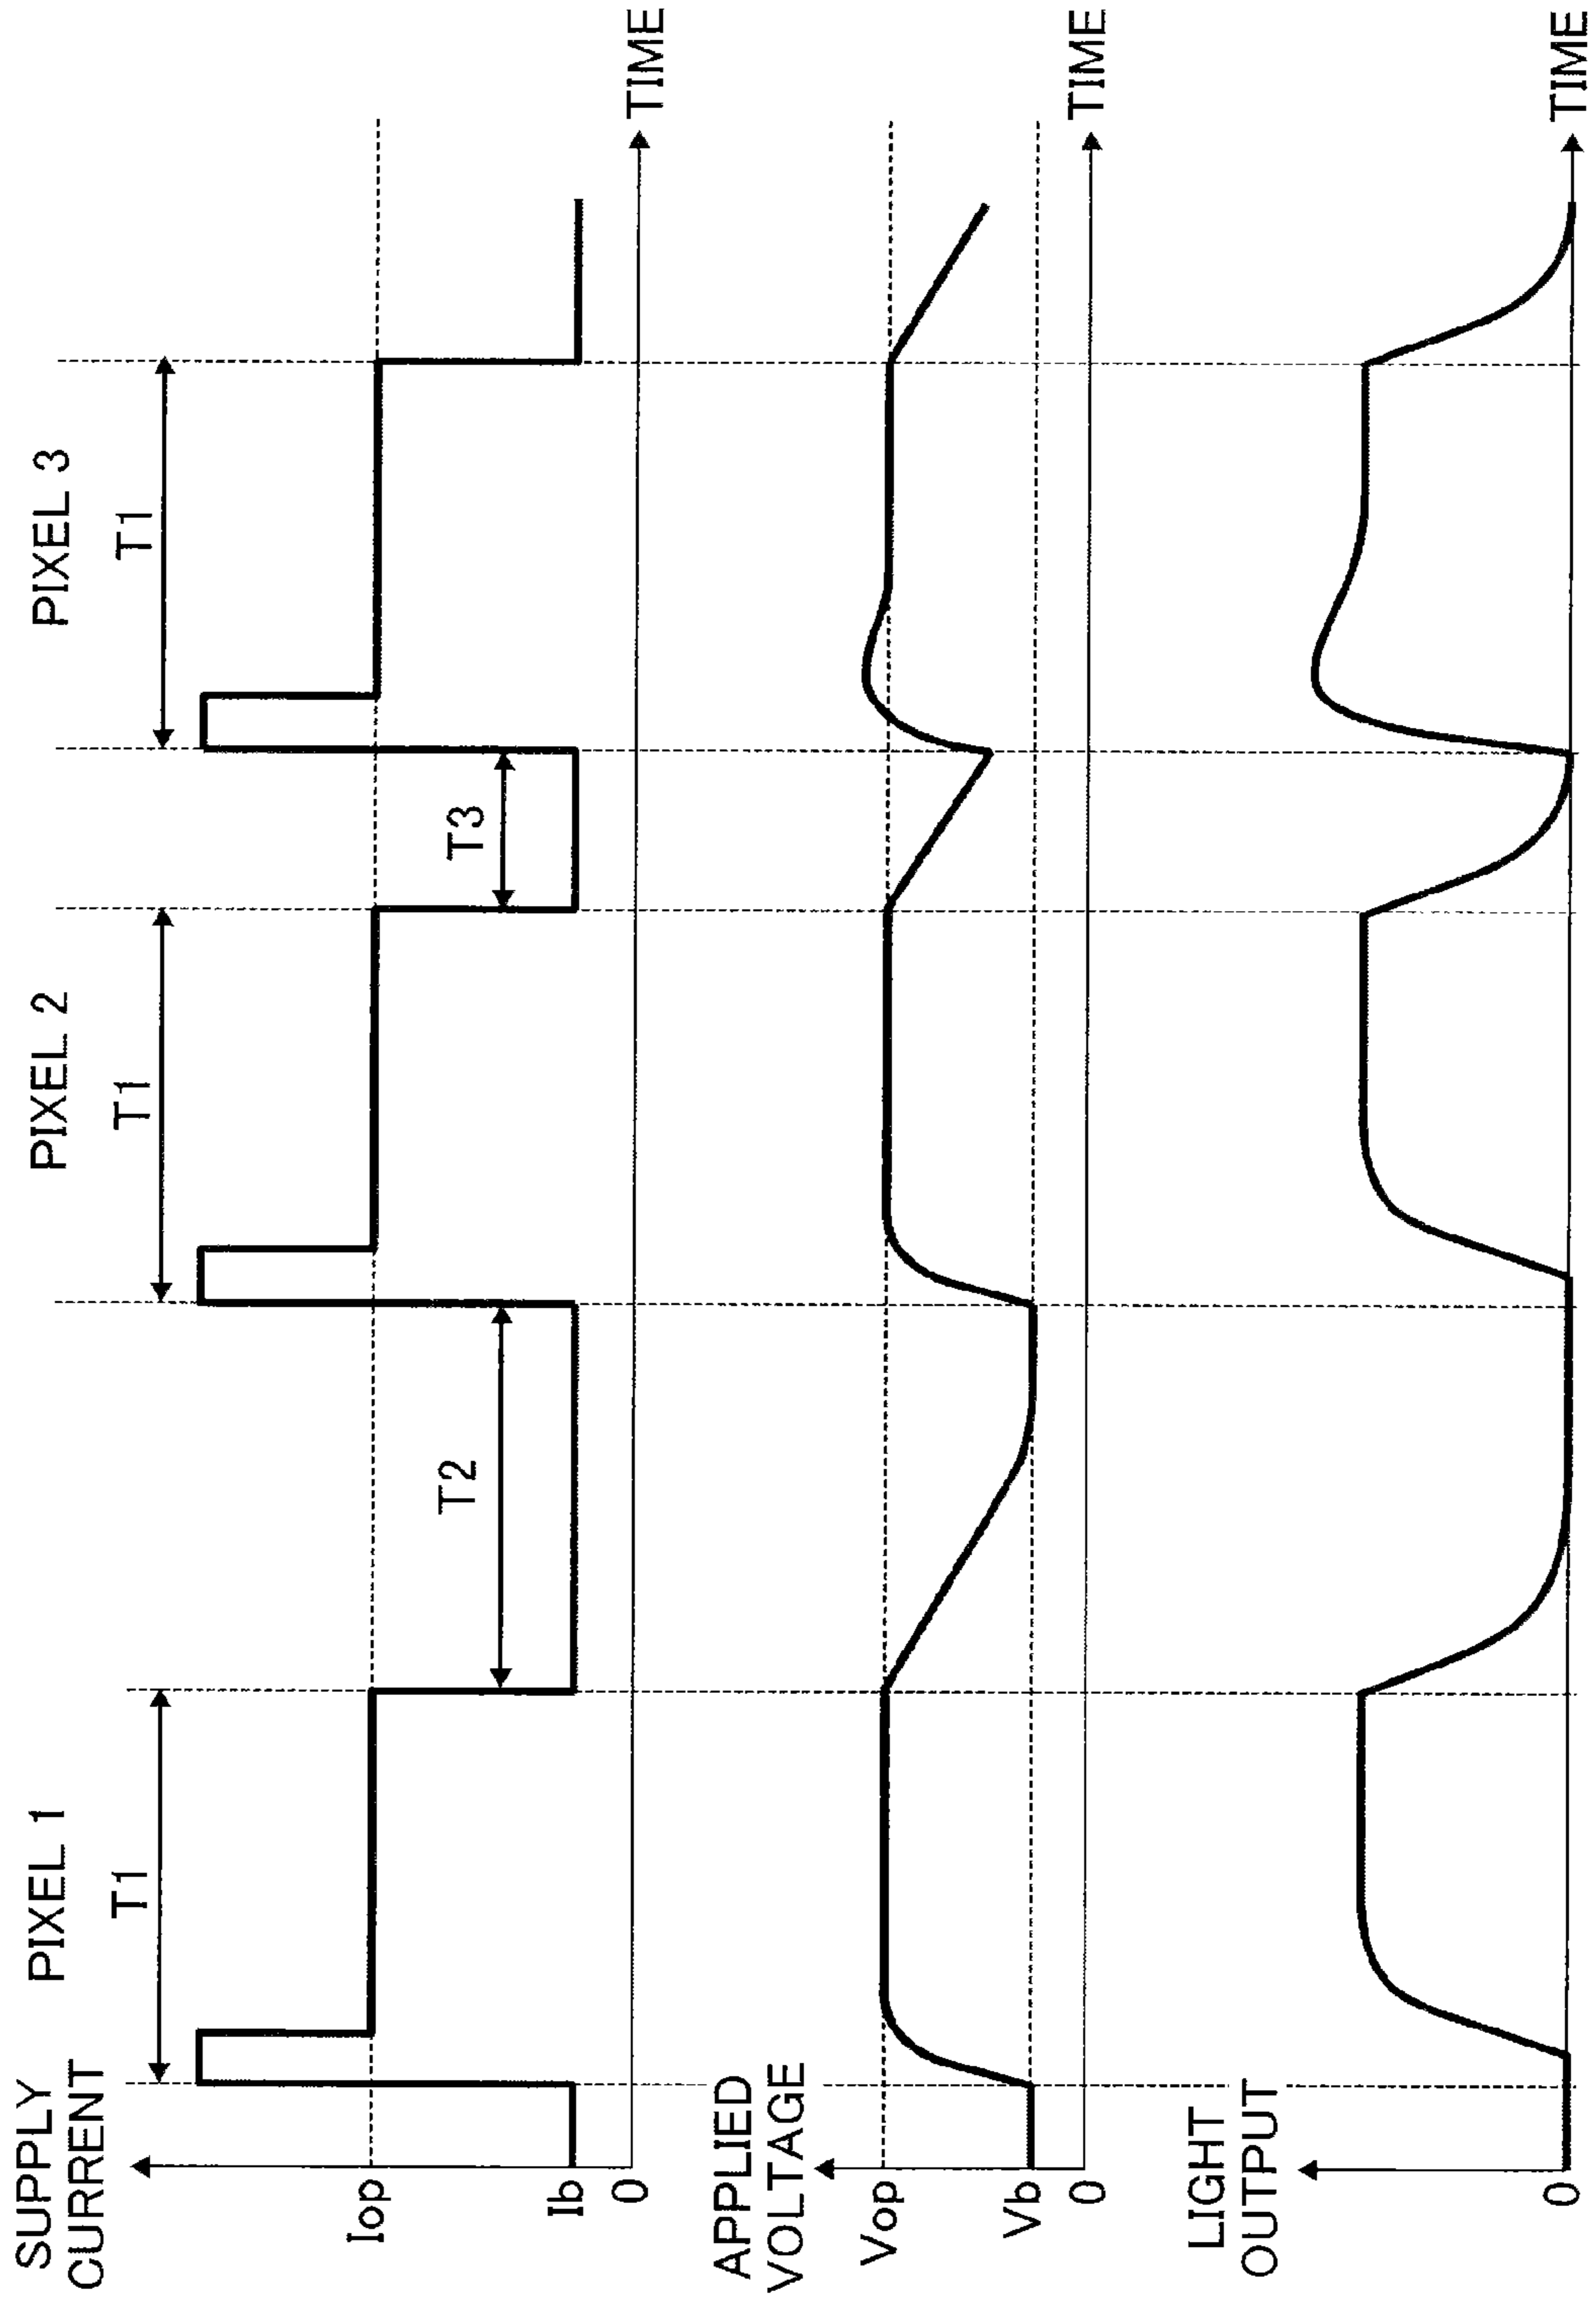 SUPPLY
CURRENT
PIXEL 1
PIXEL 2
PIXEL 3
T1
T1
T1
Iop
T2
T3
Ib
0
TIME
APPLIED
VOLTAGE
Vop
Vb
0
TIME
LIGHT
OUTPUT
0
TIME